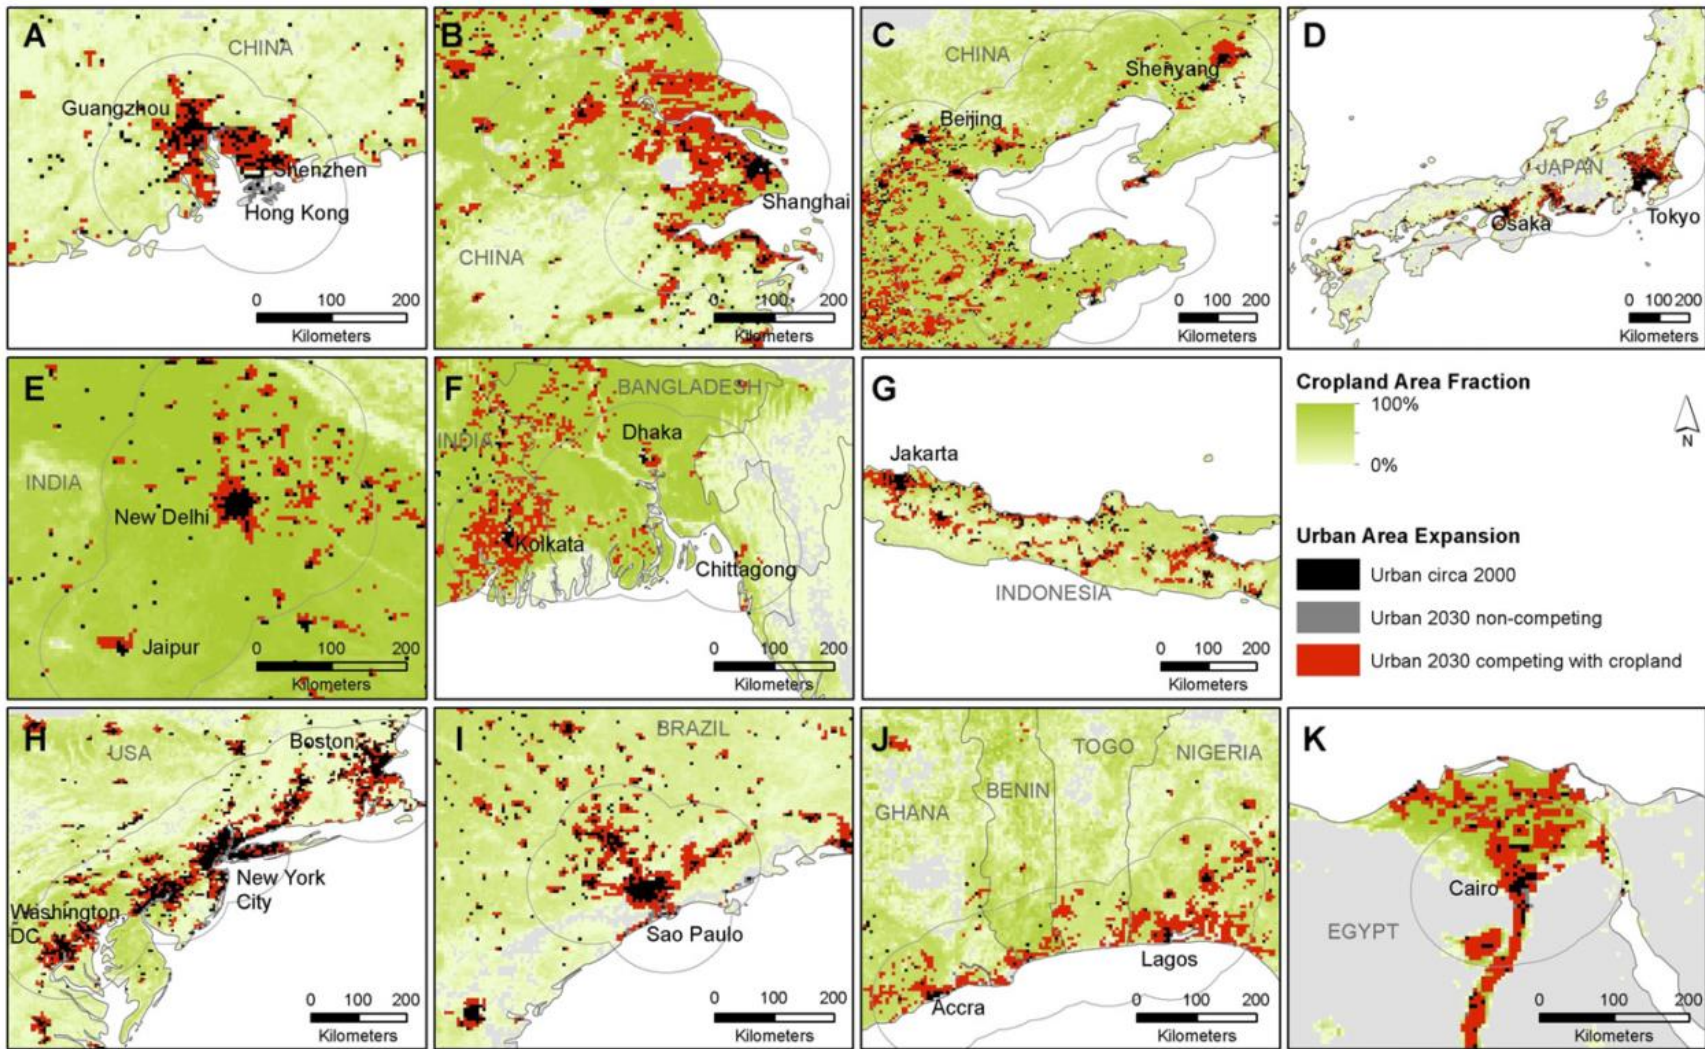 A
CHINA
Guangzhou
Shenzhen
Hong Kong
0 200
Kilometers
B
Shanghai
CHINA
0 100 200
Kilometers
C
CHINA
Shenyang
Beijing
0 100 200
Kilometers
D
JAPAN
Osaka
Tokyo
0 100 200
Kilometers
E
INDIA
New Delhi
Jaipur
0 100 200
Kilometers
F
BANGLADESH
INDIA
Dhaka
Kolkata
Chittagong
0 100 200
Kilometers
G
Jakarta
INDONESIA
0 100 200
Kilometers
Cropland Area Fraction
100%
0%
N
Urban Area Expansion
Urban circa 2000
Urban 2030 non-competing
Urban 2030 competing with cropland
H
USA
Boston
New York
City
Washington
DC
0 100 200
Kilometers
I
BRAZIL
Sao Paulo
0 100 200
Kilometers
J
TOGO
NIGERIA
BENIN
GHANA
Lagos
Accra
0 100 200
Kilometers
K
Cairo
EGYPT
0 100 200
Kilometers